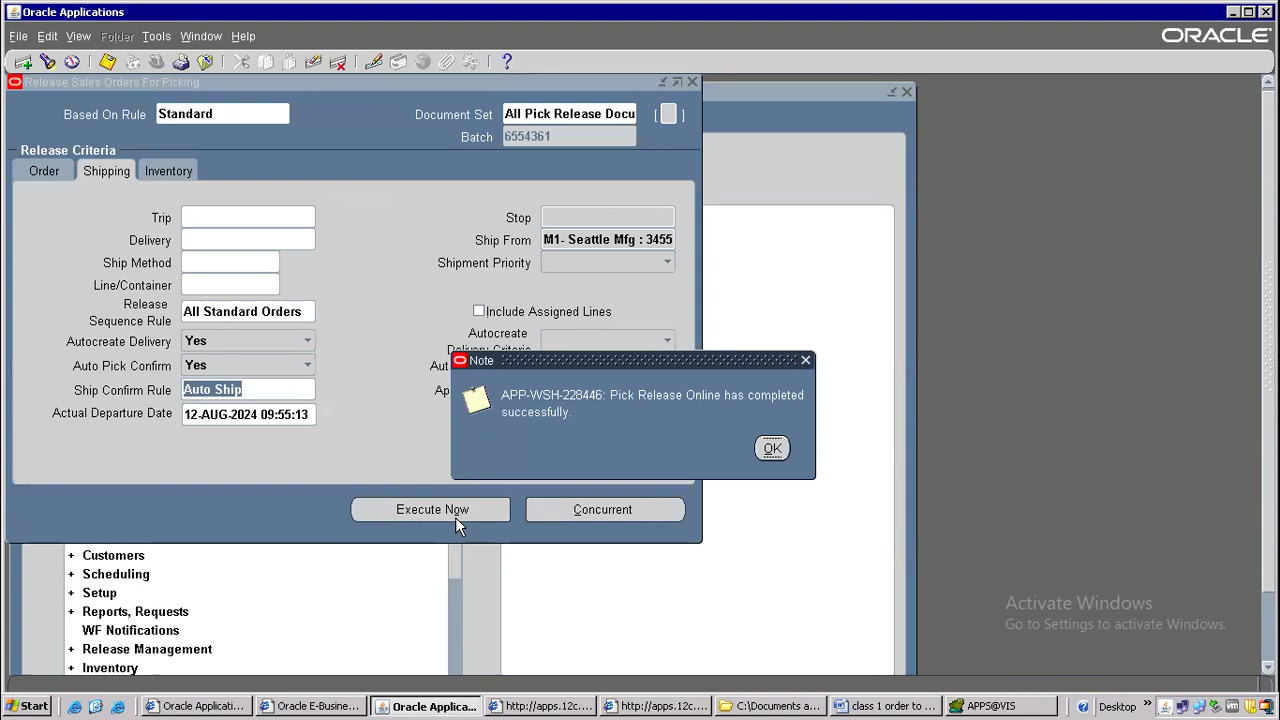 Oracle Applications
File Edit View Folder Tools Window Help
ORACLE
Release Sales Orders For Picking
Based On Rule Standard
Document Set All Pick Release Docu [ ]
Batch 6554361
Release Criteria
Order Shipping Inventory
Trip
Stop
Delivery
Ship From M1- Seattle Mfg : 3455
Ship Method
Shipment Priority
Line/Container
Release
Sequence Rule All Standard Orders
Include Assigned Lines
Autocreate Delivery Yes
Autocreate
Delivery Criteria
Auto Pick Confirm Yes
Ship Confirm Rule Auto Ship
Actual Departure Date 12-AUG-2024 09:55:13
Note
APP-WSH-228446: Pick Release Online has completed
successfully.
OK
Execute Now Concurrent
+ Customers
+ Scheduling
+ Setup
+ Reports, Requests
WF Notifications
+ Release Management
+ Inventory
Activate Windows
Go to Settings to activate Windows.
Start Oracle Applicati... Oracle E-Busine... Oracle Applica... http://apps.12c.... http://apps.12c.... C:\Documents a... class 1 order to ... APPS@VIS Desktop